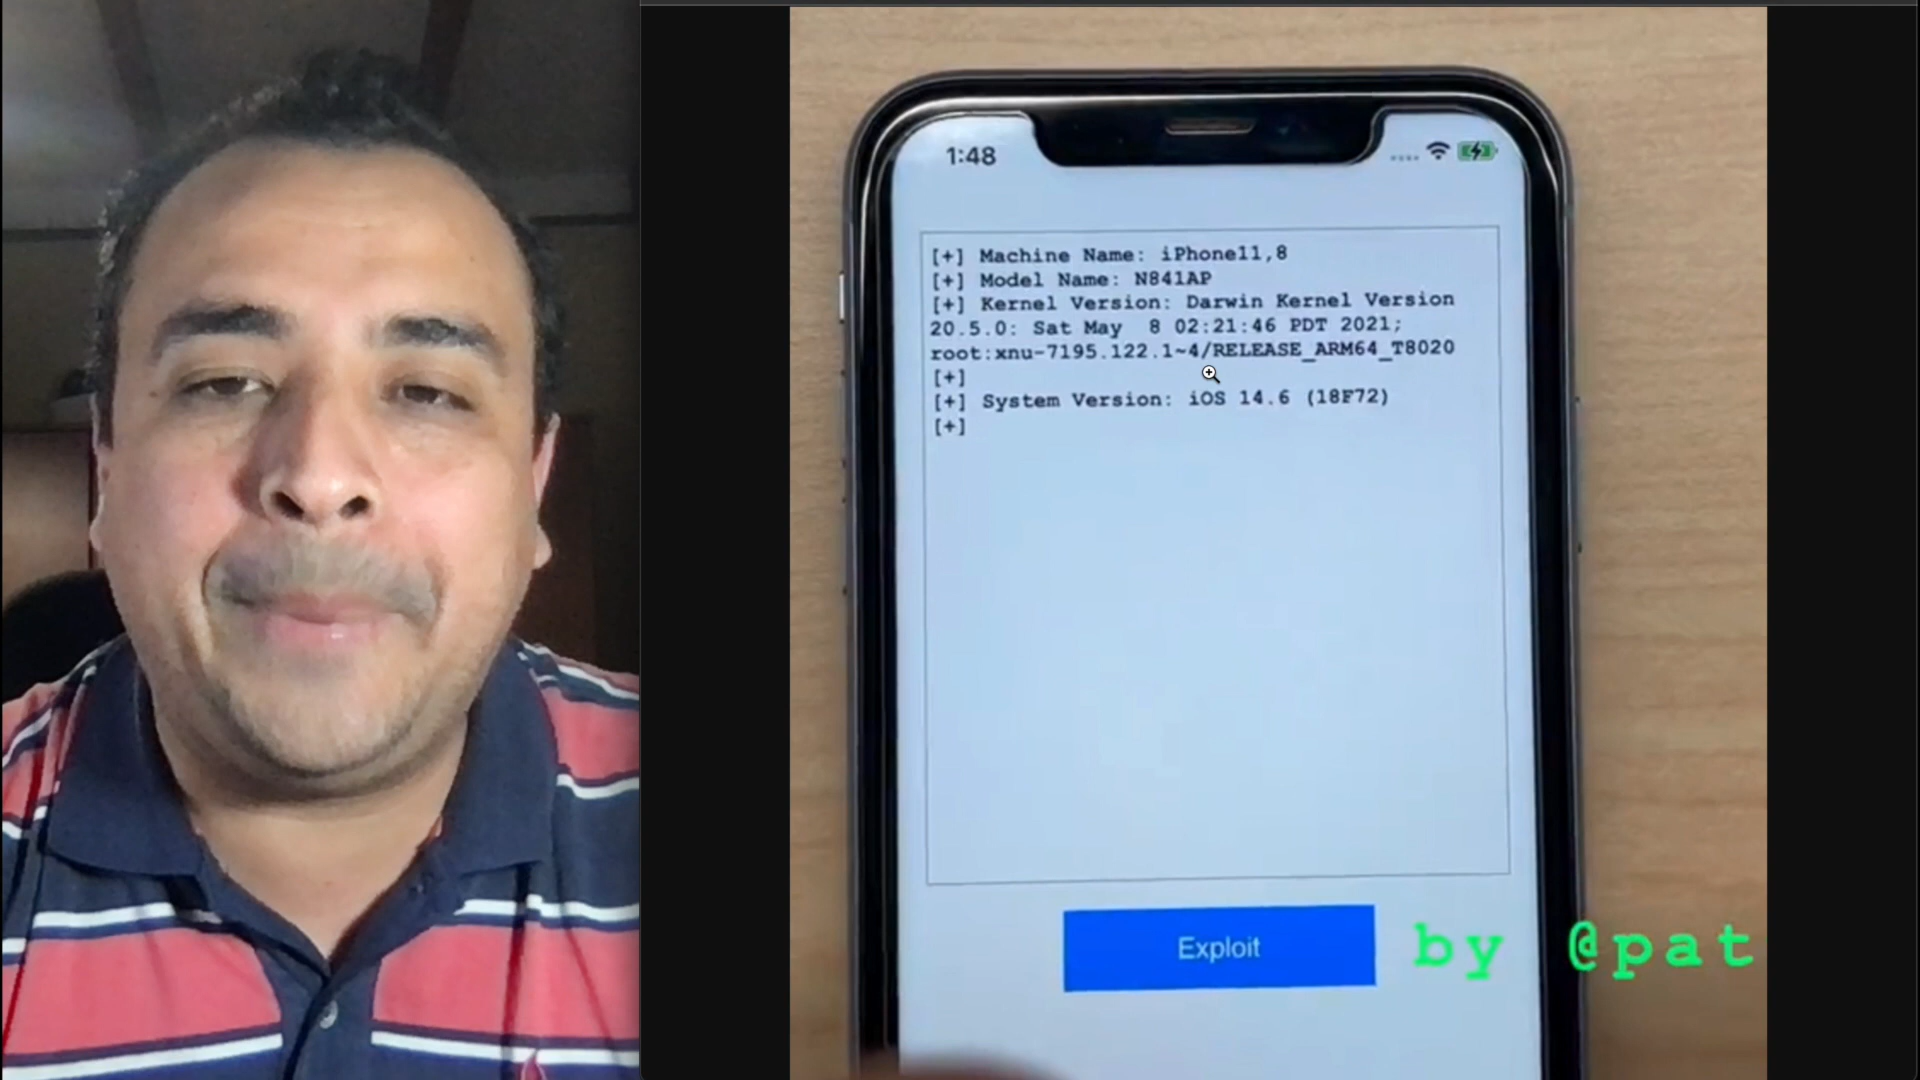 1:48
[+] Machine Name: iPhone11,8
[+] Model Name: N841AP
[+] Kernel Version: Darwin Kernel Version
20.5.0: Sat May  8 02:21:46 PDT 2021;
root:xnu-7195.122.1~4/RELEASE_ARM64_T8020
[+]
[+] System Version: iOS 14.6 (18F72)
[+]
Exploit
by @pat